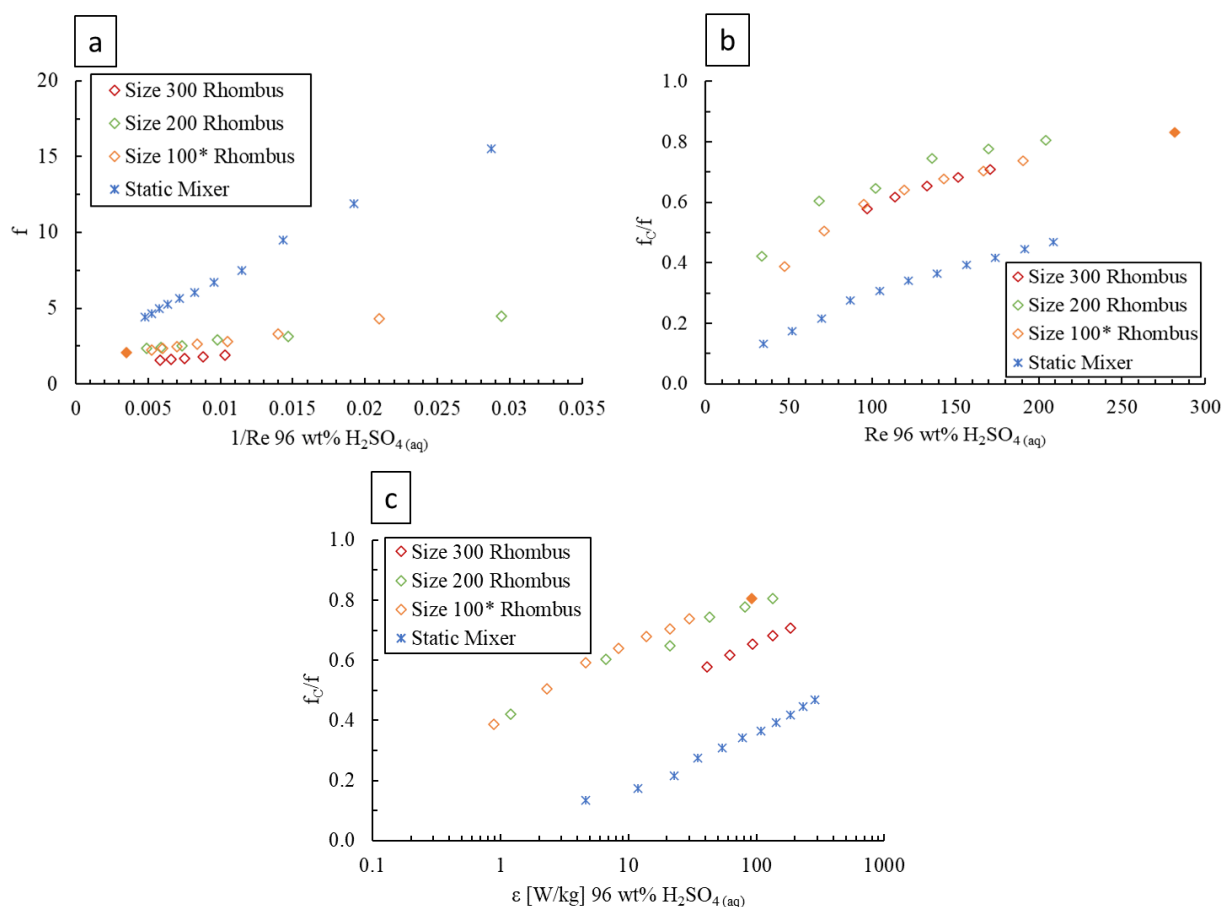 a
f
20
15
10
5
0
Size 300 Rhombus
Size 200 Rhombus
Size 100* Rhombus
Static Mixer
0 0.005 0.01 0.015 0.02 0.025 0.03 0.035
1/Re 96 wt% H₂SO₄ (aq)
b
f_C/f
1.0
0.8
0.6
0.4
0.2
0.0
Size 300 Rhombus
Size 200 Rhombus
Size 100* Rhombus
Static Mixer
0 50 100 150 200 250 300
Re 96 wt% H₂SO₄ (aq)
c
f_C/f
1.0
0.8
0.6
0.4
0.2
0.0
Size 300 Rhombus
Size 200 Rhombus
Size 100* Rhombus
Static Mixer
0.1 1 10 100 1000
ε [W/kg] 96 wt% H₂SO₄ (aq)